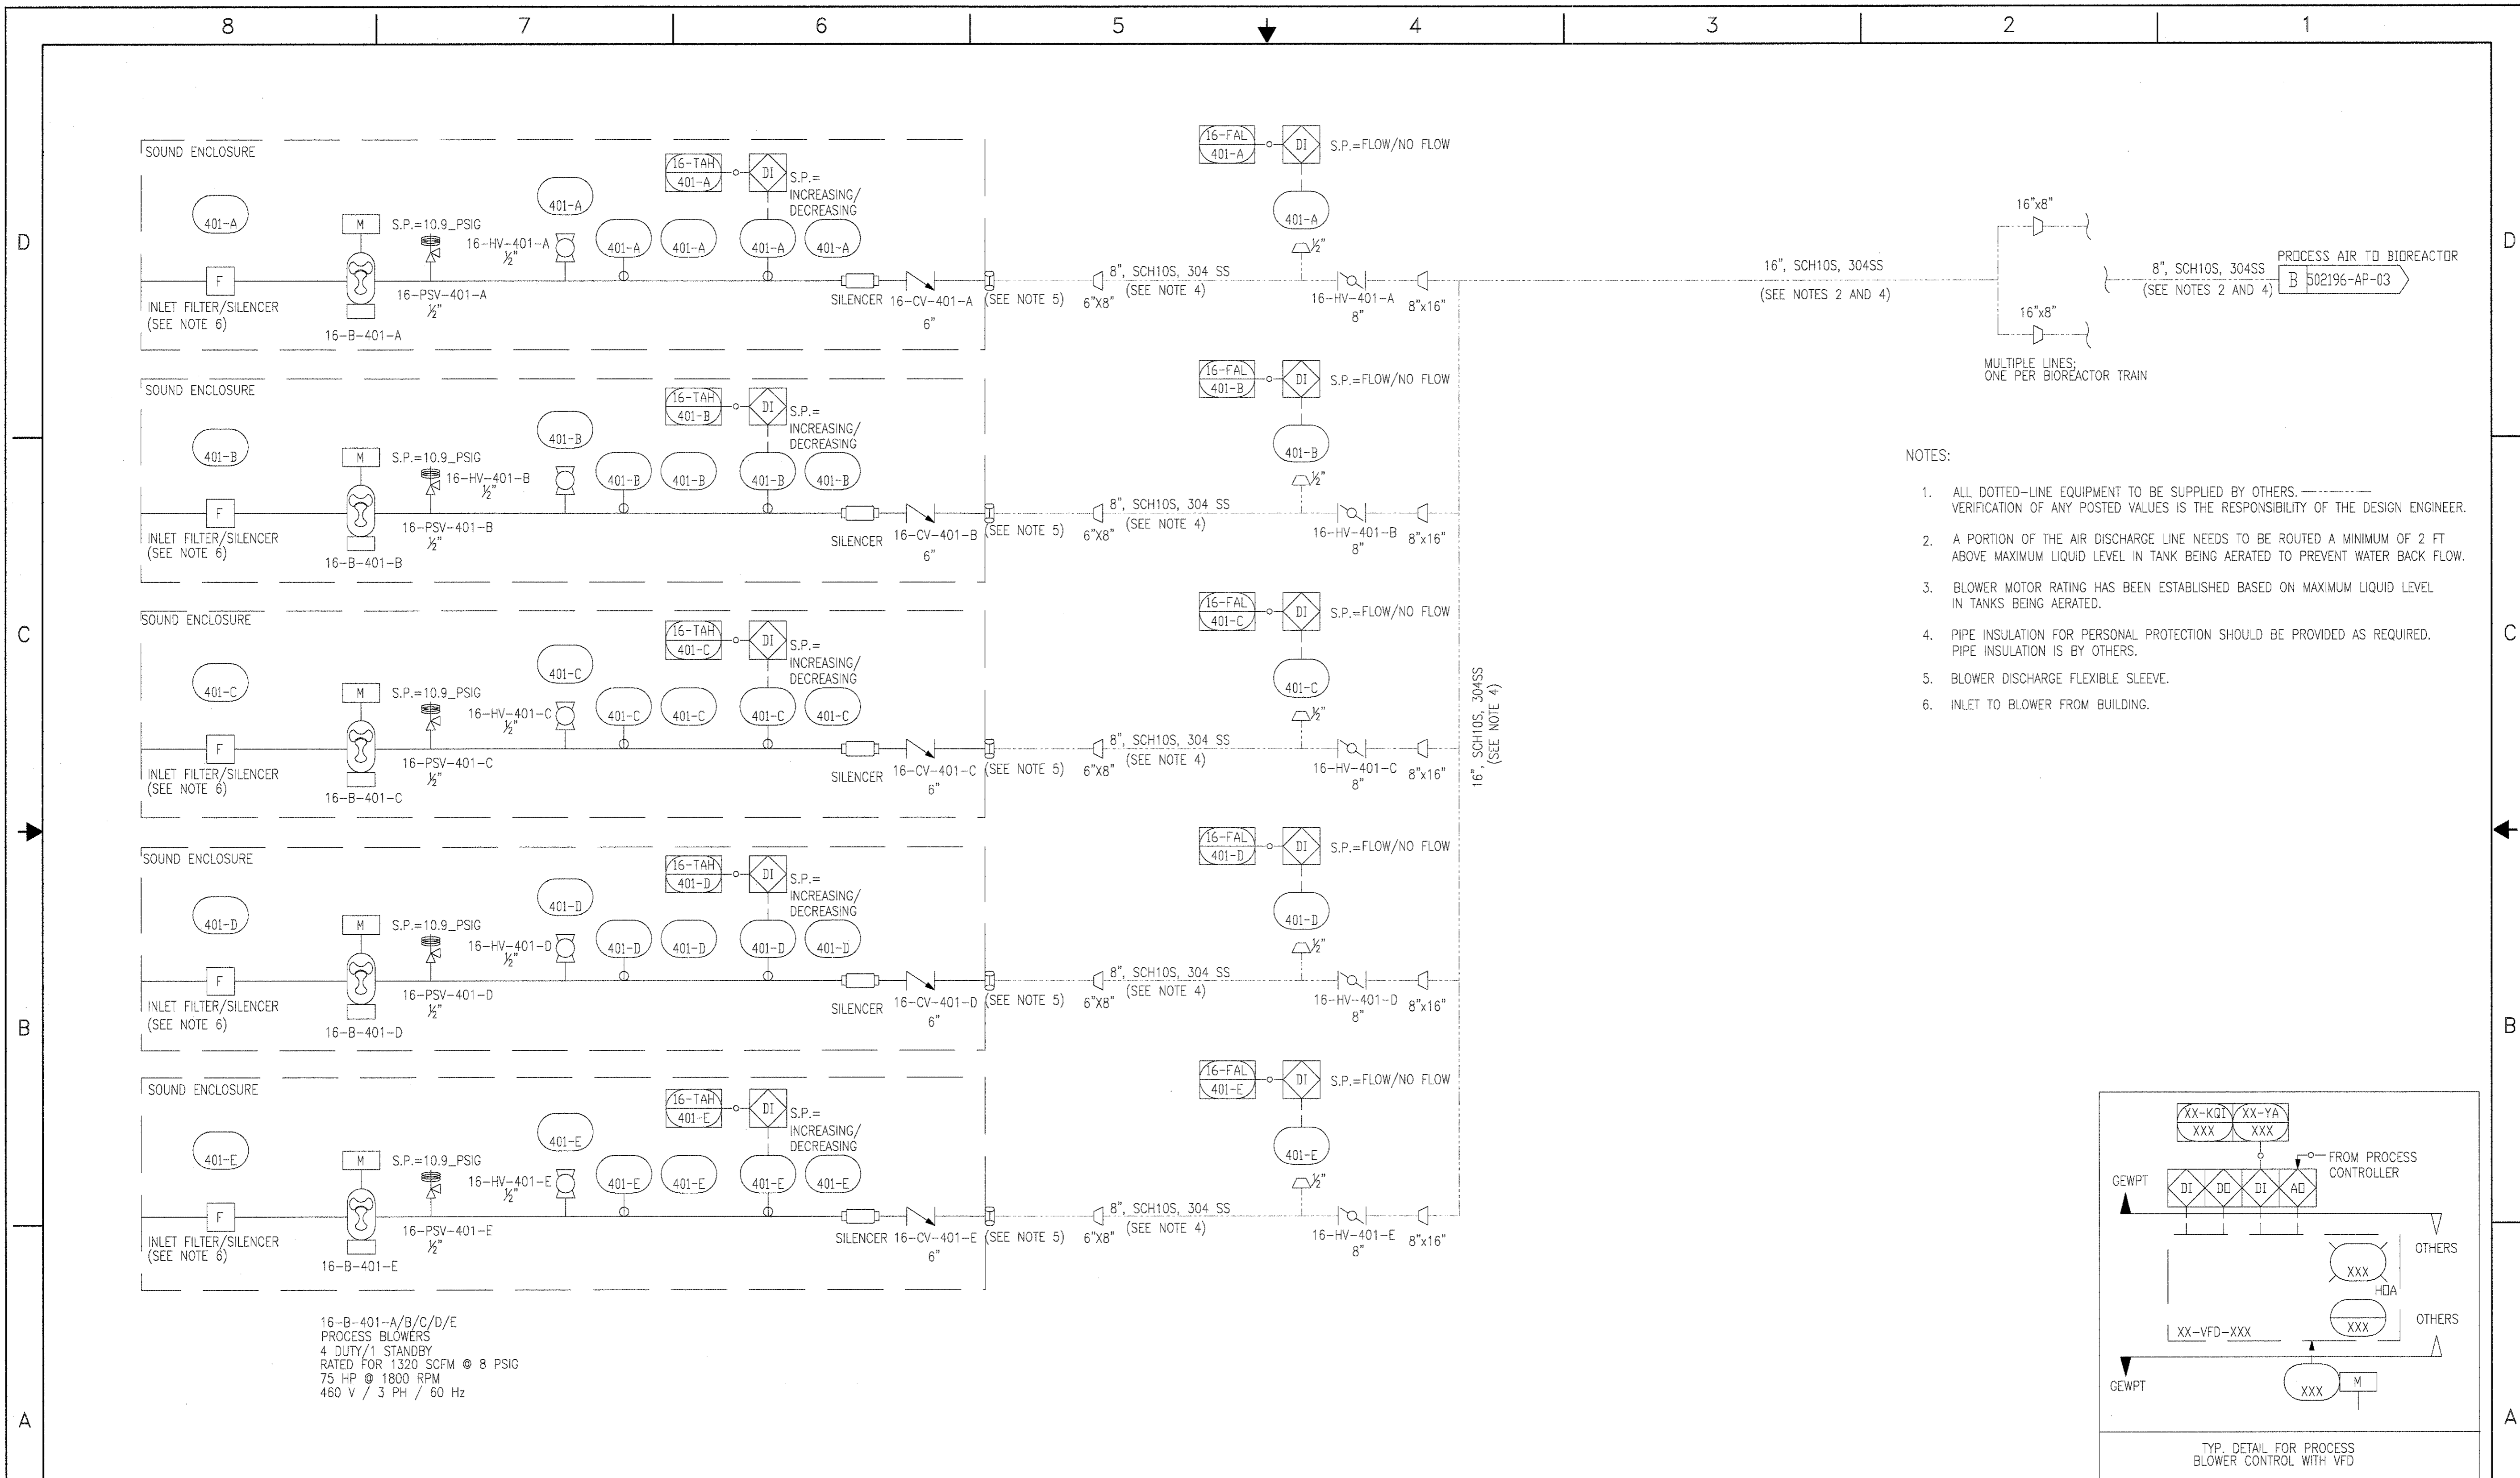 8 7 6 5 4 3 2 1
D
C
B
A
D
C
B
A
SOUND ENCLOSURE
16-TAH
401-A
DI
S.P.=
INCREASING/
DECREASING
401-A
401-A
M
S.P.=10.9_PSIG
16-HV-401-A
½"
401-A
401-A
401-A
401-A
F
INLET FILTER/SILENCER
(SEE NOTE 6)
16-B-401-A
16-PSV-401-A
½"
SILENCER
16-CV-401-A
6"
(SEE NOTE 5)
6"X8"
8", SCH10S, 304 SS
(SEE NOTE 4)
16-FAL
401-A
DI
S.P.=FLOW/NO FLOW
401-A
½"
16-HV-401-A
8"
8"x16"
SOUND ENCLOSURE
16-TAH
401-B
DI
S.P.=
INCREASING/
DECREASING
401-B
401-B
M
S.P.=10.9_PSIG
16-HV-401-B
½"
401-B
401-B
401-B
401-B
F
INLET FILTER/SILENCER
(SEE NOTE 6)
16-B-401-B
16-PSV-401-B
½"
SILENCER
16-CV-401-B
6"
(SEE NOTE 5)
6"X8"
8", SCH10S, 304 SS
(SEE NOTE 4)
16-FAL
401-B
DI
S.P.=FLOW/NO FLOW
401-B
½"
16-HV-401-B
8"
8"x16"
SOUND ENCLOSURE
16-TAH
401-C
DI
S.P.=
INCREASING/
DECREASING
401-C
401-C
M
S.P.=10.9_PSIG
16-HV-401-C
½"
401-C
401-C
401-C
401-C
F
INLET FILTER/SILENCER
(SEE NOTE 6)
16-B-401-C
16-PSV-401-C
½"
SILENCER
16-CV-401-C
6"
(SEE NOTE 5)
6"X8"
8", SCH10S, 304 SS
(SEE NOTE 4)
16-FAL
401-C
DI
S.P.=FLOW/NO FLOW
401-C
½"
16-HV-401-C
8"
8"x16"
SOUND ENCLOSURE
16-TAH
401-D
DI
S.P.=
INCREASING/
DECREASING
401-D
401-D
M
S.P.=10.9_PSIG
16-HV-401-D
½"
401-D
401-D
401-D
401-D
F
INLET FILTER/SILENCER
(SEE NOTE 6)
16-B-401-D
16-PSV-401-D
½"
SILENCER
16-CV-401-D
6"
(SEE NOTE 5)
6"X8"
8", SCH10S, 304 SS
(SEE NOTE 4)
16-FAL
401-D
DI
S.P.=FLOW/NO FLOW
401-D
½"
16-HV-401-D
8"
8"x16"
SOUND ENCLOSURE
16-TAH
401-E
DI
S.P.=
INCREASING/
DECREASING
401-E
401-E
M
S.P.=10.9_PSIG
16-HV-401-E
½"
401-E
401-E
401-E
401-E
F
INLET FILTER/SILENCER
(SEE NOTE 6)
16-B-401-E
16-PSV-401-E
½"
SILENCER
16-CV-401-E
6"
(SEE NOTE 5)
6"X8"
8", SCH10S, 304 SS
(SEE NOTE 4)
16-FAL
401-E
DI
S.P.=FLOW/NO FLOW
401-E
½"
16-HV-401-E
8"
8"x16"
16", SCH10S, 304SS
(SEE NOTE 4)
16", SCH10S, 304SS
(SEE NOTES 2 AND 4)
16"x8"
16"x8"
MULTIPLE LINES;
ONE PER BIOREACTOR TRAIN
8", SCH10S, 304SS
(SEE NOTES 2 AND 4)
PROCESS AIR TO BIOREACTOR
B 502196-AP-03
NOTES:
1. ALL DOTTED-LINE EQUIPMENT TO BE SUPPLIED BY OTHERS.
VERIFICATION OF ANY POSTED VALUES IS THE RESPONSIBILITY OF THE DESIGN ENGINEER.
2. A PORTION OF THE AIR DISCHARGE LINE NEEDS TO BE ROUTED A MINIMUM OF 2 FT
ABOVE MAXIMUM LIQUID LEVEL IN TANK BEING AERATED TO PREVENT WATER BACK FLOW.
3. BLOWER MOTOR RATING HAS BEEN ESTABLISHED BASED ON MAXIMUM LIQUID LEVEL
IN TANKS BEING AERATED.
4. PIPE INSULATION FOR PERSONAL PROTECTION SHOULD BE PROVIDED AS REQUIRED.
PIPE INSULATION IS BY OTHERS.
5. BLOWER DISCHARGE FLEXIBLE SLEEVE.
6. INLET TO BLOWER FROM BUILDING.
16-B-401-A/B/C/D/E
PROCESS BLOWERS
4 DUTY/1 STANDBY
RATED FOR 1320 SCFM @ 8 PSIG
75 HP @ 1800 RPM
460 V / 3 PH / 60 Hz
XX-KQI XX-YA
XXX XXX
FROM PROCESS
CONTROLLER
GEWPT
DI DO DI AO
OTHERS
XXX
HOA
XXX
OTHERS
XX-VFD-XXX
GEWPT
XXX
M
TYP. DETAIL FOR PROCESS
BLOWER CONTROL WITH VFD